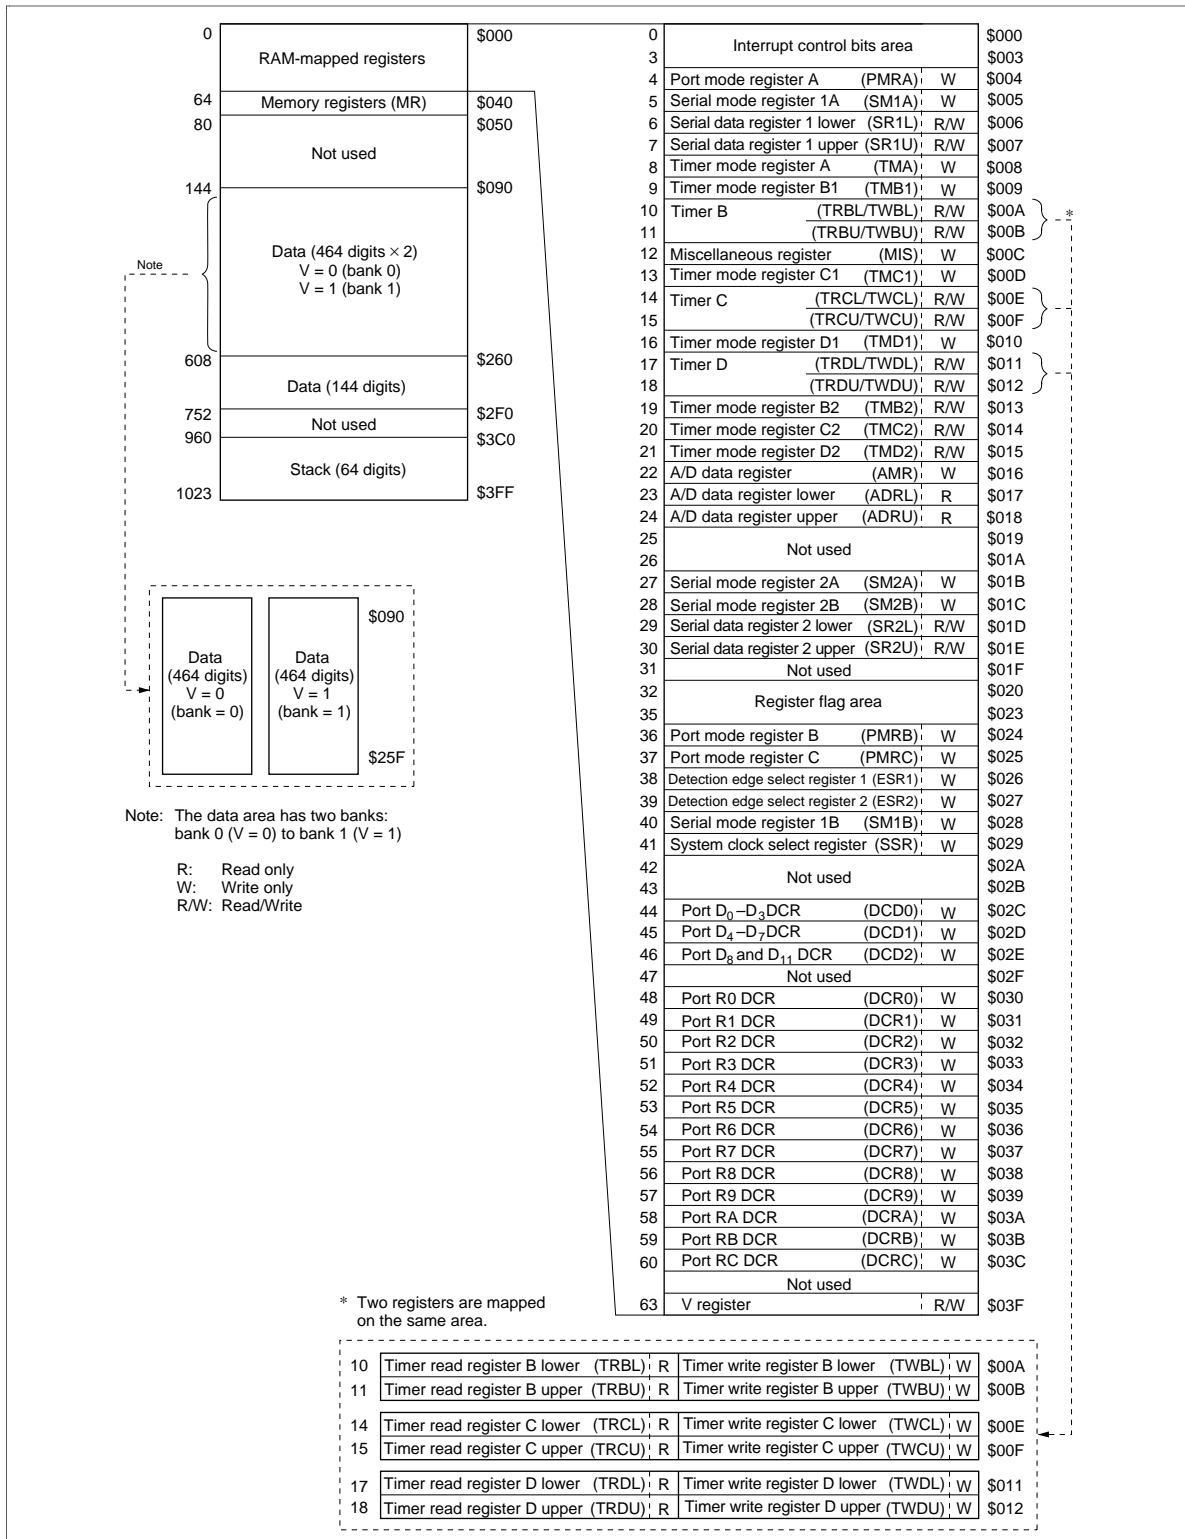 0 $000
RAM-mapped registers
64 Memory registers (MR) $040
80 $050
Not used
144 $090
Note
Data (464 digits × 2)
V = 0 (bank 0)
V = 1 (bank 1)
608 $260
Data (144 digits)
752 $2F0
Not used
960 $3C0
Stack (64 digits)
1023 $3FF
$090
Data
(464 digits)
V = 0
(bank = 0)
Data
(464 digits)
V = 1
(bank = 1)
$25F
Note: The data area has two banks:
bank 0 (V = 0) to bank 1 (V = 1)
R: Read only
W: Write only
R/W: Read/Write
0 $000
Interrupt control bits area
3 $003
4 Port mode register A (PMRA) W $004
5 Serial mode register 1A (SM1A) W $005
6 Serial data register 1 lower (SR1L) R/W $006
7 Serial data register 1 upper (SR1U) R/W $007
8 Timer mode register A (TMA) W $008
9 Timer mode register B1 (TMB1) W $009
10 Timer B (TRBL/TWBL) R/W $00A *
11 (TRBU/TWBU) R/W $00B
12 Miscellaneous register (MIS) W $00C
13 Timer mode register C1 (TMC1) W $00D
14 Timer C (TRCL/TWCL) R/W $00E
15 (TRCU/TWCU) R/W $00F
16 Timer mode register D1 (TMD1) W $010
17 Timer D (TRDL/TWDL) R/W $011
18 (TRDU/TWDU) R/W $012
19 Timer mode register B2 (TMB2) R/W $013
20 Timer mode register C2 (TMC2) R/W $014
21 Timer mode register D2 (TMD2) R/W $015
22 A/D data register (AMR) W $016
23 A/D data register lower (ADRL) R $017
24 A/D data register upper (ADRU) R $018
25 $019
Not used
26 $01A
27 Serial mode register 2A (SM2A) W $01B
28 Serial mode register 2B (SM2B) W $01C
29 Serial data register 2 lower (SR2L) R/W $01D
30 Serial data register 2 upper (SR2U) R/W $01E
31 Not used $01F
32 $020
Register flag area
35 $023
36 Port mode register B (PMRB) W $024
37 Port mode register C (PMRC) W $025
38 Detection edge select register 1 (ESR1) W $026
39 Detection edge select register 2 (ESR2) W $027
40 Serial mode register 1B (SM1B) W $028
41 System clock select register (SSR) W $029
42 $02A
Not used
43 $02B
44 Port D0–D3DCR (DCD0) W $02C
45 Port D4–D7DCR (DCD1) W $02D
46 Port D8 and D11 DCR (DCD2) W $02E
47 Not used $02F
48 Port R0 DCR (DCR0) W $030
49 Port R1 DCR (DCR1) W $031
50 Port R2 DCR (DCR2) W $032
51 Port R3 DCR (DCR3) W $033
52 Port R4 DCR (DCR4) W $034
53 Port R5 DCR (DCR5) W $035
54 Port R6 DCR (DCR6) W $036
55 Port R7 DCR (DCR7) W $037
56 Port R8 DCR (DCR8) W $038
57 Port R9 DCR (DCR9) W $039
58 Port RA DCR (DCRA) W $03A
59 Port RB DCR (DCRB) W $03B
60 Port RC DCR (DCRC) W $03C
Not used
63 V register R/W $03F
* Two registers are mapped
on the same area.
10 Timer read register B lower (TRBL) R Timer write register B lower (TWBL) W $00A
11 Timer read register B upper (TRBU) R Timer write register B upper (TWBU) W $00B
14 Timer read register C lower (TRCL) R Timer write register C lower (TWCL) W $00E
15 Timer read register C upper (TRCU) R Timer write register C upper (TWCU) W $00F
17 Timer read register D lower (TRDL) R Timer write register D lower (TWDL) W $011
18 Timer read register D upper (TRDU) R Timer write register D upper (TWDU) W $012